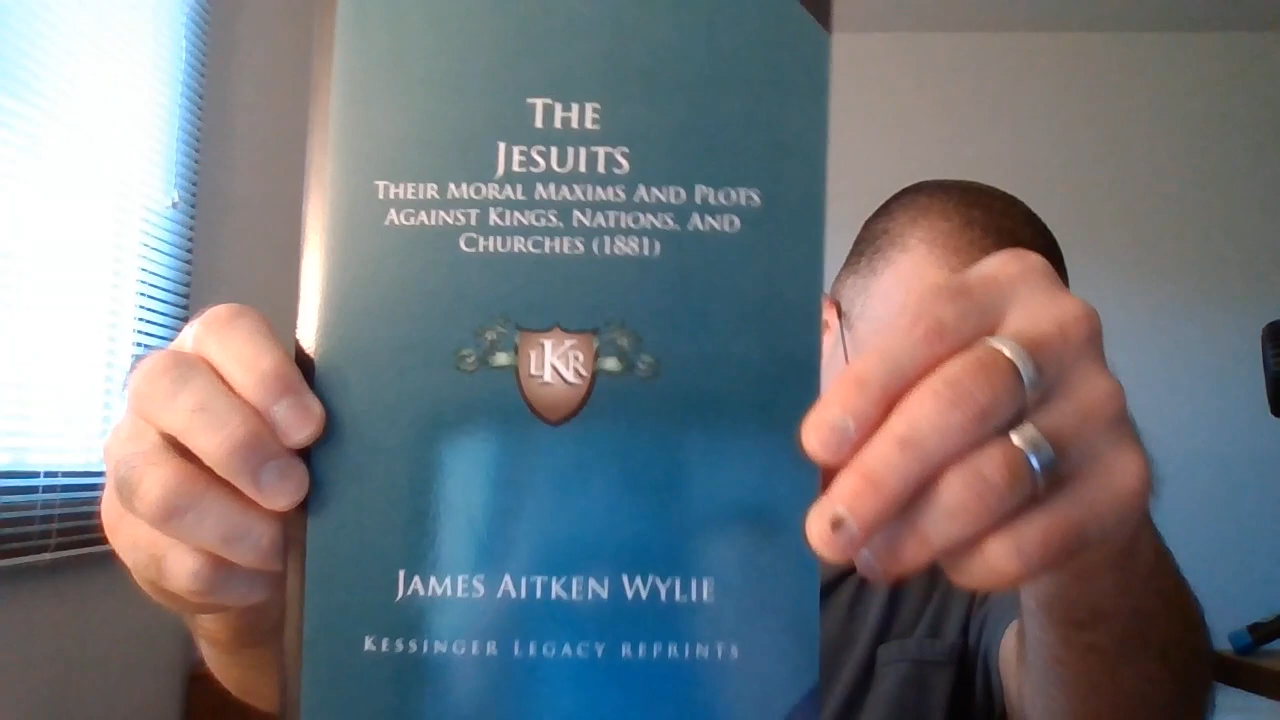 THE
JESUITS
THEIR MORAL MAXIMS AND PLOTS
AGAINST KINGS, NATIONS, AND
CHURCHES (1881)
LKR
JAMES AITKEN WYLIE
KESSINGER LEGACY REPRINTS